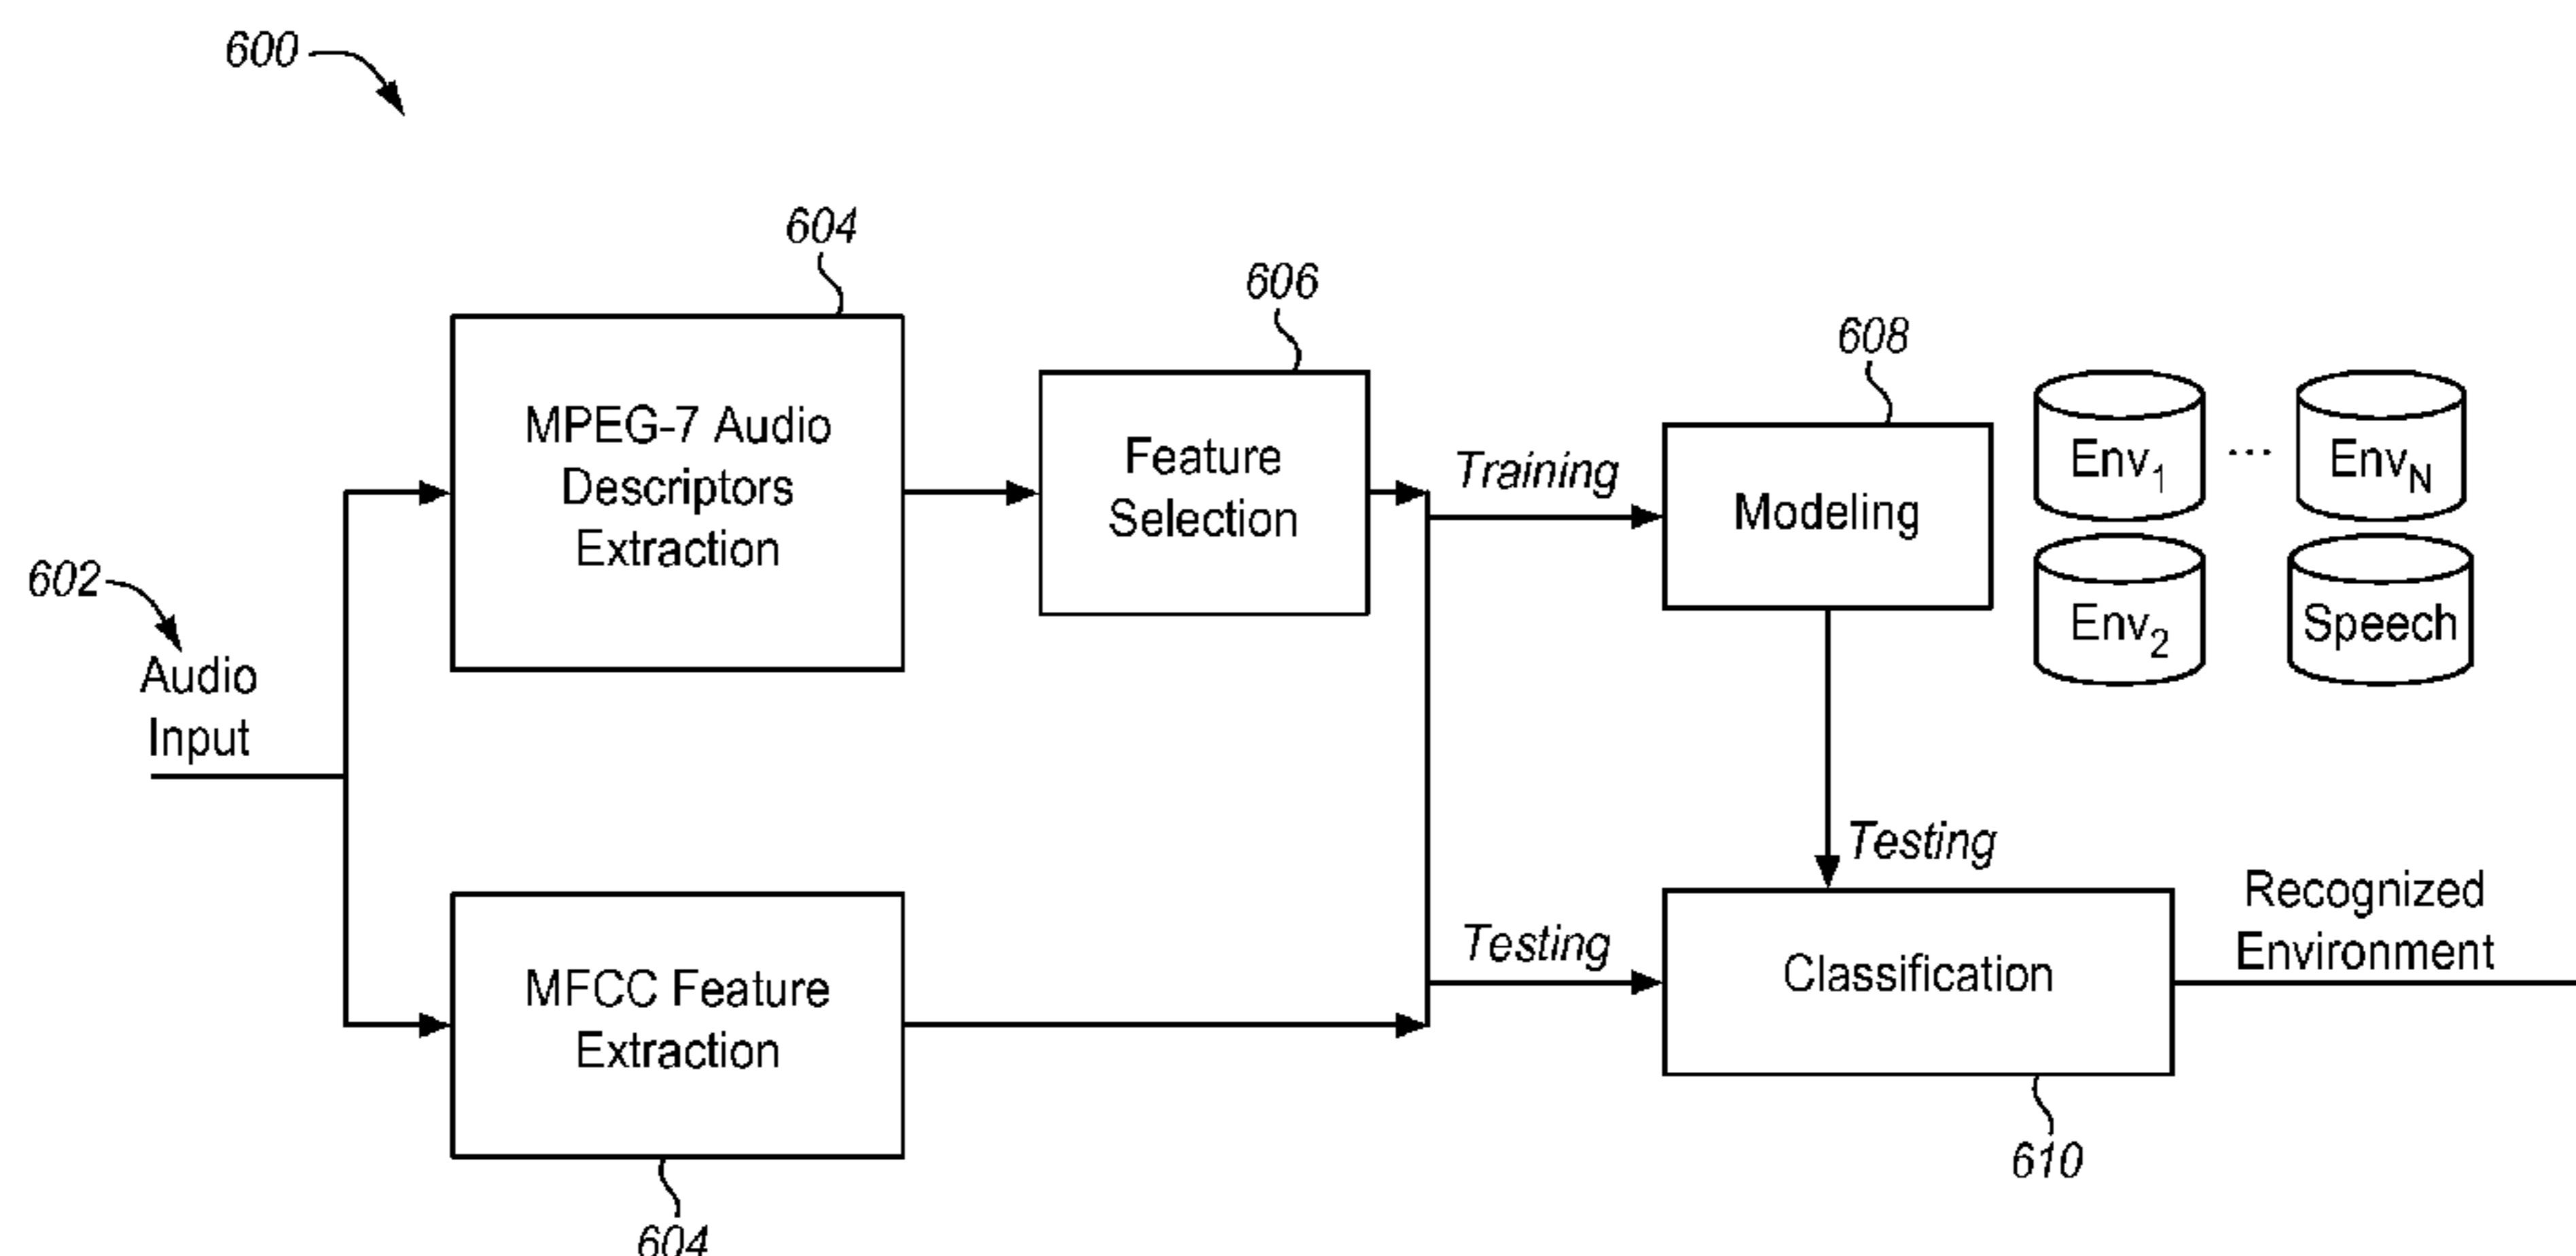 600
604
606
608
MPEG-7 Audio
Descriptors
Extraction
Feature
Selection
Training
Modeling
Env1
...
EnvN
Env2
Speech
602
Audio
Input
Testing
MFCC Feature
Extraction
Testing
Classification
Recognized
Environment
604
610